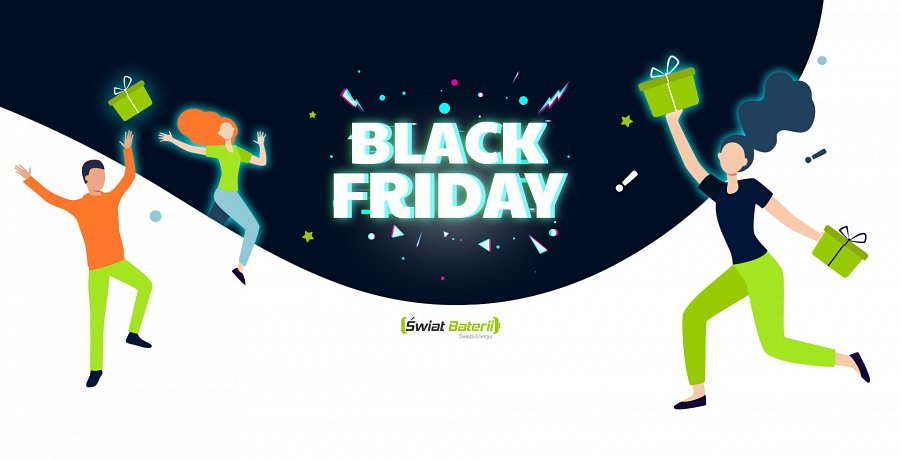 BLACK
FRIDAY
Świat Baterii
Świeża Energia